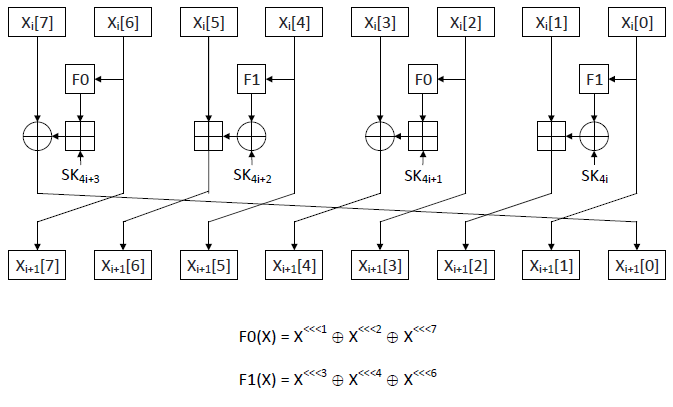 Xi[7] Xi[6] Xi[5] Xi[4] Xi[3] Xi[2] Xi[1] Xi[0]
F0 F1 F0 F1
SK4i+3 SK4i+2 SK4i+1 SK4i
Xi+1[7] Xi+1[6] Xi+1[5] Xi+1[4] Xi+1[3] Xi+1[2] Xi+1[1] Xi+1[0]
F0(X) = X<<<1 ⊕ X<<<2 ⊕ X<<<7
F1(X) = X<<<3 ⊕ X<<<4 ⊕ X<<<6